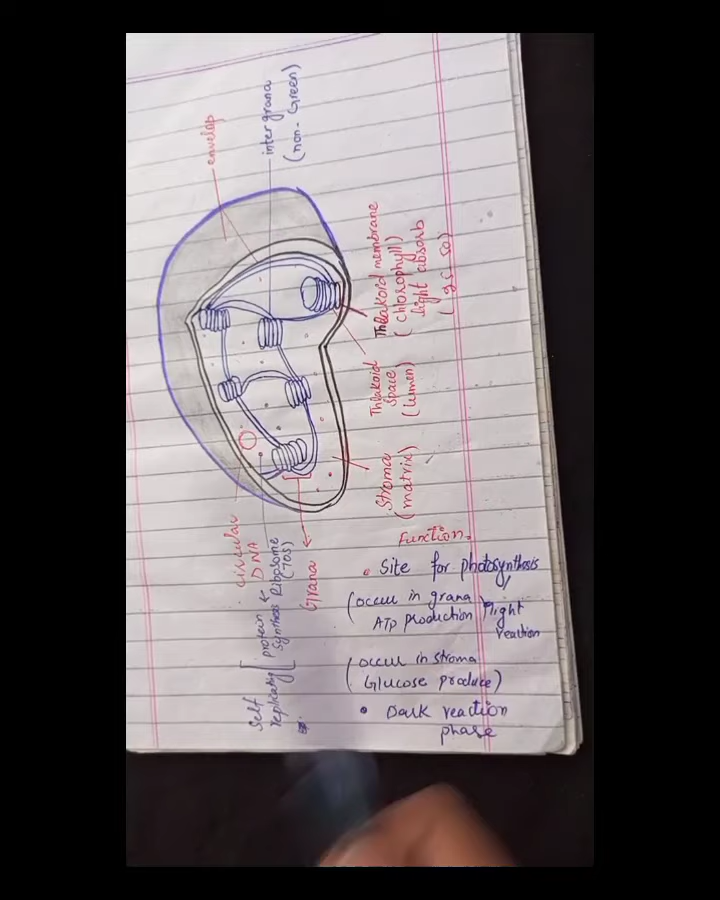 envelop
inter grana
(non-Green)
Thlakoid membrane
(chlorophyll)
light absorb
Thlakoid
space
(lumen)
Stroma
(matrix)
circular
DNA
Ribosome
(70S)
protein
synthesis
Self
replicating
Grana
Function.
• Site for photosynthesis
(occur in grana
ATP production)
light
reaction
(occur in stroma
Glucose produce)
• Dark reaction
phase